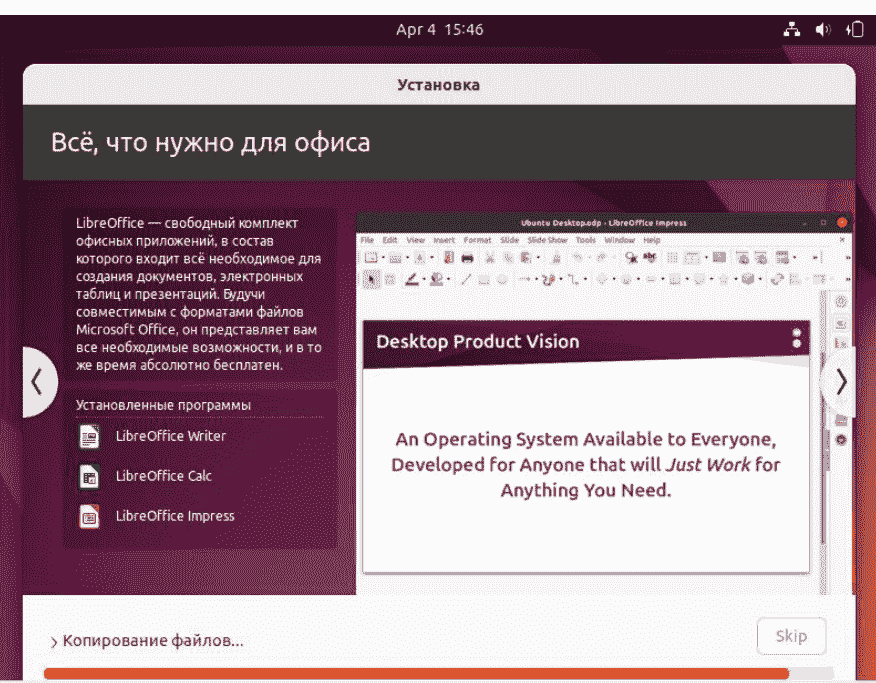 Apr 4 15:46
Установка
Всё, что нужно для офиса
LibreOffice — свободный комплект
офисных приложений, в состав
которого входит всё необходимое для
создания документов, электронных
таблиц и презентаций. Будучи
совместимым с форматами файлов
Microsoft Office, он представляет вам
все необходимые возможности, и в то
же время абсолютно бесплатен.
Установленные программы
LibreOffice Writer
LibreOffice Calc
LibreOffice Impress
Ubuntu Desktop.odp - LibreOffice Impress
File Edit View Insert Format Slide Slide Show Tools Window Help
Desktop Product Vision
An Operating System Available to Everyone,
Developed for Anyone that will Just Work for
Anything You Need.
Копирование файлов...
Skip